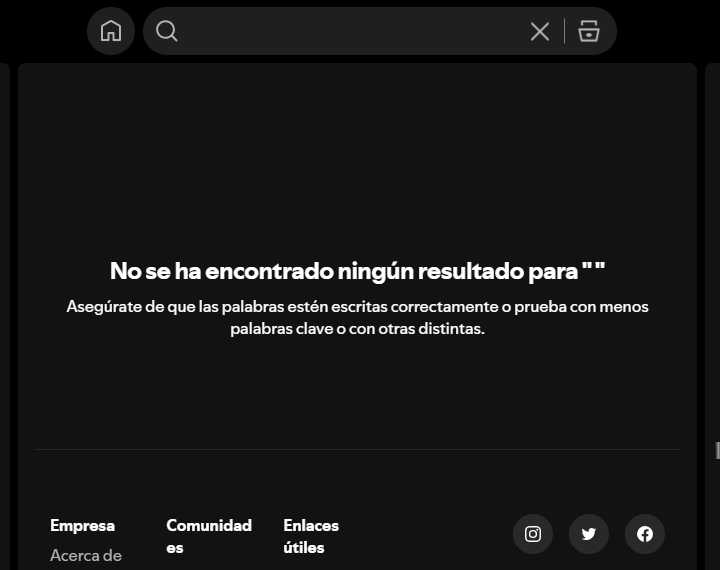 No se ha encontrado ningún resultado para " "
Asegúrate de que las palabras estén escritas correctamente o prueba con menos
palabras clave o con otras distintas.
Empresa
Acerca de
Comunidad
es
Enlaces
útiles